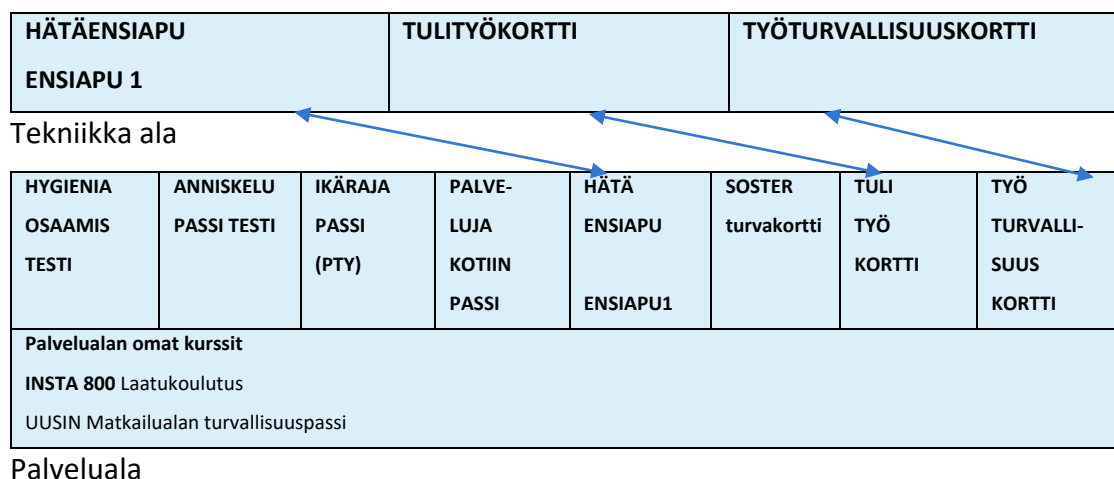 HÄTÄENSIAPU
ENSIAPU 1
TULITYÖKORTTI
TYÖTURVALLISUUSKORTTI
Tekniikka ala
HYGIENIA
OSAAMIS
TESTI
ANNISKELU
PASSI TESTI
IKÄRAJA
PASSI
(PTY)
PALVE-
LUJA
KOTIIN
PASSI
HÄTÄ
ENSIAPU
ENSIAPU1
SOSTER
turvakortti
TULI
TYÖ
KORTTI
TYÖ
TURVALLI-
SUUS
KORTTI
Palvelualan omat kurssit
INSTA 800 Laatukoulutus
UUSIN Matkailualan turvallisuuspassi
Palveluala